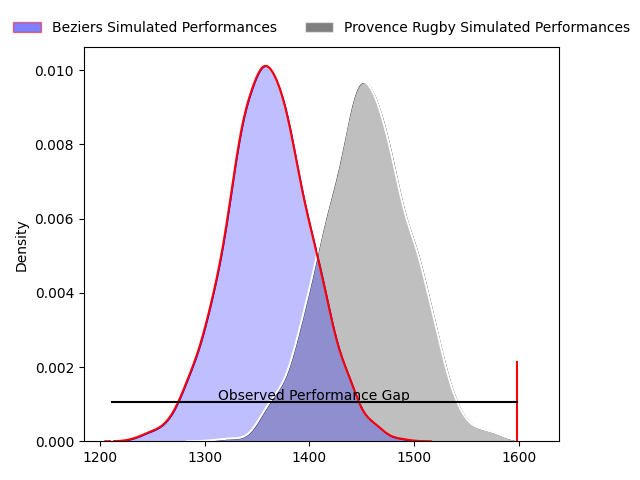 Beziers Simulated Performances Provence Rugby Simulated Performances
0.010
0.008
0.006
0.004
0.002
0.000
Density
Observed Performance Gap
1200 1300 1400 1500 1600